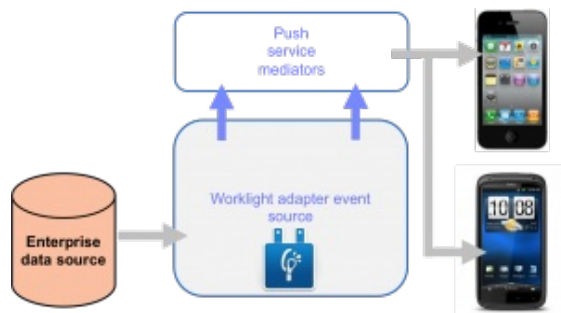 Push
service
mediators
Worklight adapter event
source
Enterprise
data source
10 08